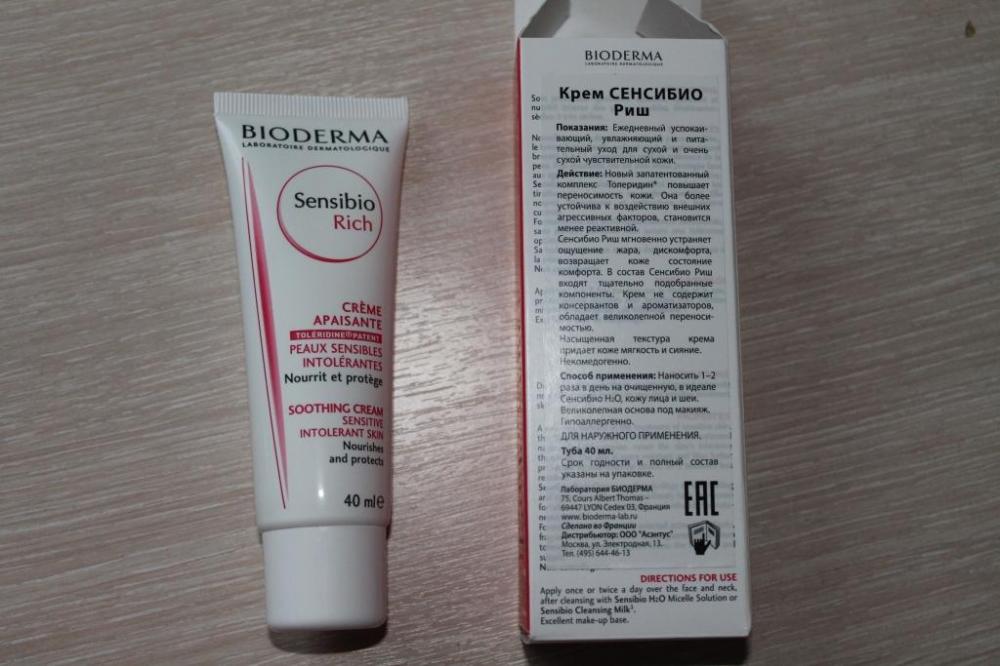 BIODERMA
LABORATOIRE DERMATOLOGIQUE
Sensibio
Rich
CRÈME
APAISANTE
TOLÉRIDINE® PATENT
PEAUX SENSIBLES
INTOLÉRANTES
Nourrit et protège
SOOTHING CREAM
SENSITIVE
INTOLERANT SKIN
Nourishes
and protects
40 ml e
BIODERMA
LABORATOIRE DERMATOLOGIQUE
Крем СЕНСИБИО
Риш
Показания: Ежедневный успокаи-
вающий, увлажняющий и пита-
тельный уход для сухой и очень
сухой чувствительной кожи.
Действие: Новый запатентованный
комплекс Толеридин® повышает
переносимость кожи. Она более
устойчива к воздействию внешних
агрессивных факторов, становится
менее реактивной.
Сенсибио Риш мгновенно устраняет
ощущение жара, дискомфорта,
возвращает коже состояние
комфорта. В состав Сенсибио Риш
входят тщательно подобранные
компоненты. Крем не содержит
консервантов и ароматизаторов,
обладает великолепной переноси-
мостью.
Насыщенная текстура крема
придает коже мягкость и сияние.
Некомедогенно.
Способ применения: Наносить 1–2
раза в день на очищенную, в идеале
Сенсибио H2O, кожу лица и шеи.
Великолепная основа под макияж.
Гипоаллергенно.
ДЛЯ НАРУЖНОГО ПРИМЕНЕНИЯ.
Туба 40 мл.
Срок годности и полный состав
указаны на упаковке.
Лаборатория БИОДЕРМА
75, Cours Albert Thomas –
69447 LYON Cedex 03, Франция
www.bioderma-lab.ru
Сделано во Франции
Дистрибьютор: ООО "Асэнтус"
Москва, ул. Электродная, 13.
Тел. (495) 644-46-13
EAC
DIRECTIONS FOR USE
Apply once or twice a day over the face and neck,
after cleansing with Sensibio H2O Micelle Solution or
Sensibio Cleansing Milk³.
Excellent make-up base.